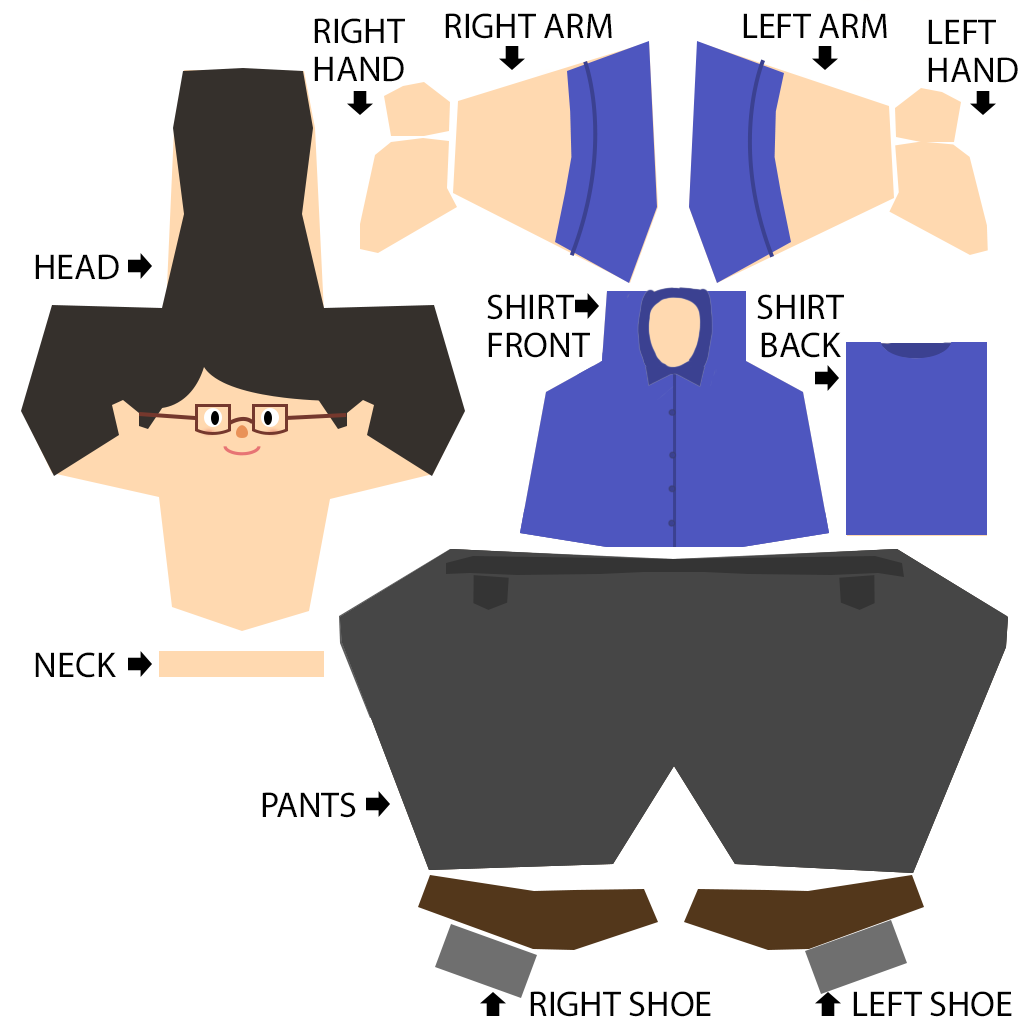 RIGHT
HAND
RIGHT ARM
LEFT ARM
LEFT
HAND
HEAD
SHIRT
FRONT
SHIRT
BACK
NECK
PANTS
RIGHT SHOE
LEFT SHOE